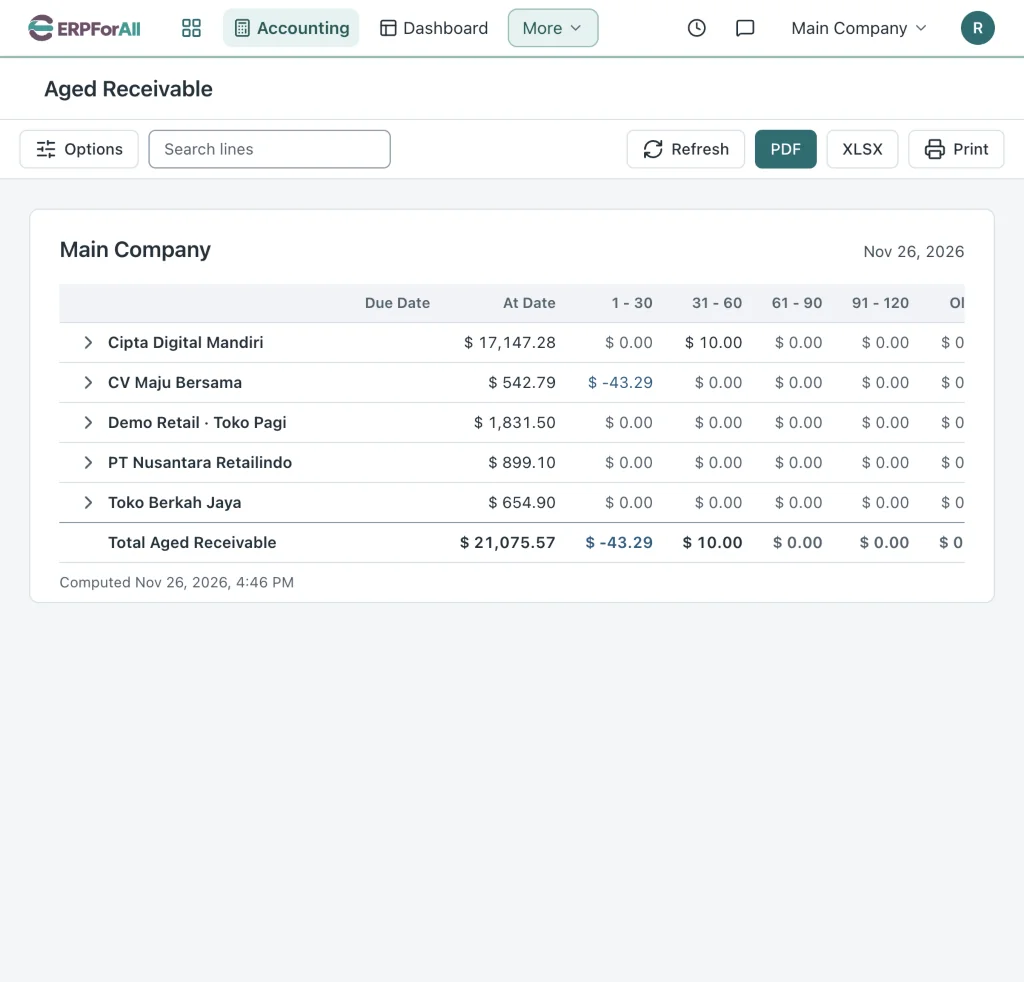 ERPForAll Accounting Dashboard More Main Company R
Aged Receivable
Options Search lines Refresh PDF XLSX Print
Main Company Nov 26, 2026
Due Date At Date 1 - 30 31 - 60 61 - 90 91 - 120
Cipta Digital Mandiri $ 17,147.28 $ 0.00 $ 10.00 $ 0.00 $ 0.00 $ 0
CV Maju Bersama $ 542.79 $ -43.29 $ 0.00 $ 0.00 $ 0.00 $ 0
Demo Retail · Toko Pagi $ 1,831.50 $ 0.00 $ 0.00 $ 0.00 $ 0.00 $ 0
PT Nusantara Retailindo $ 899.10 $ 0.00 $ 0.00 $ 0.00 $ 0.00 $ 0
Toko Berkah Jaya $ 654.90 $ 0.00 $ 0.00 $ 0.00 $ 0.00 $ 0
Total Aged Receivable $ 21,075.57 $ -43.29 $ 10.00 $ 0.00 $ 0.00 $ 0
Computed Nov 26, 2026, 4:46 PM